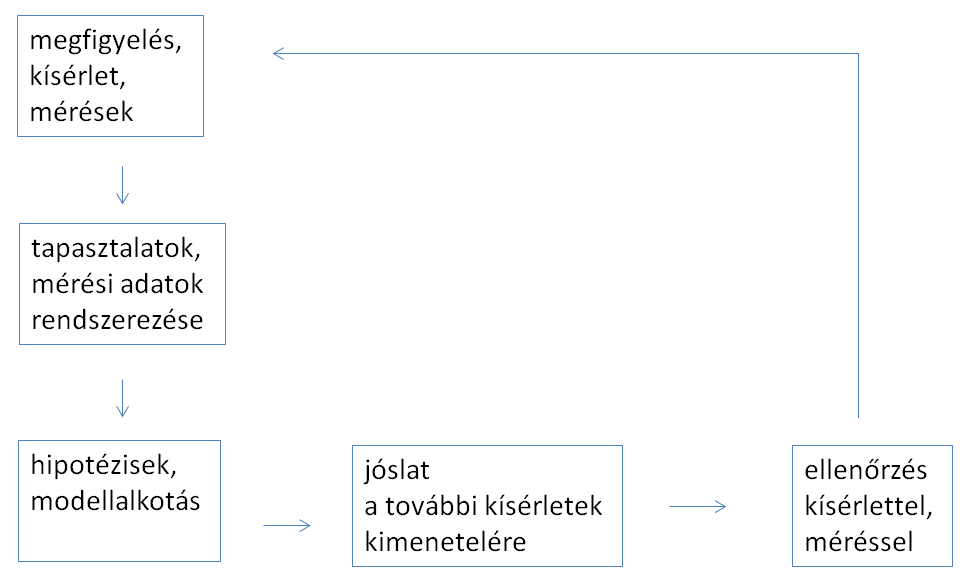 megfigyelés,
kísérlet,
mérések
tapasztalatok,
mérési adatok
rendszerezése
hipotézisek,
modellalkotás
jóslat
a további kísérletek
kimenetelére
ellenőrzés
kísérlettel,
méréssel